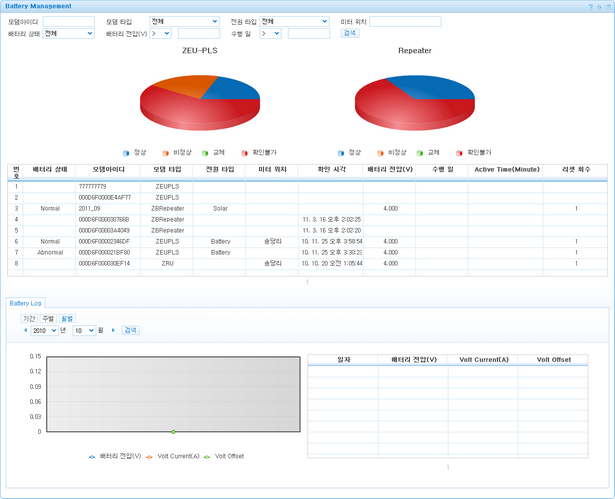 Battery Management
모뎀아이디 모뎀 타입 전체 전원 타입 전체 미터 위치
배터리 상태 전체 배터리 전압(V) > 수행 일 > 검색
ZEU-PLS Repeater
정상 비정상 교체 확인불가 정상 비정상 교체 확인불가
번호 배터리 상태 모뎀아이디 모뎀 타입 전원 타입 미터 위치 확인 시각 배터리 전압(V) 수행 일 Active Time(Minute) 리셋 회수
1 777777779 ZEUPLS
2 000D6F0000E4AF77 ZEUPLS
3 Normal 2011_09 ZBRepeater Solar 4.000 1
4 000D6F000030766B ZBRepeater 11. 3. 16 오후 2:02:25
5 000D6F00003A4049 ZBRepeater 11. 3. 16 오후 2:02:20
6 Normal 000D6F00002346DF ZEUPLS Battery 송당리 10. 11. 25 오후 3:58:54 4.000 1
7 Abnormal 000D6F000021BF80 ZEUPLS Battery 10. 11. 25 오후 3:30:23 4.000 1
8 000D6F000030EF14 ZRU 송당리 10. 10. 20 오전 1:05:44 4.000 1
Battery Log
기간 주별 월별
2010 년 10 월 검색
0.15
0.12
0.09
0.06
0.03
0
배터리 전압(V) Volt Current(A) Volt Offset
일자 배터리 전압(V) Volt Current(A) Volt Offset